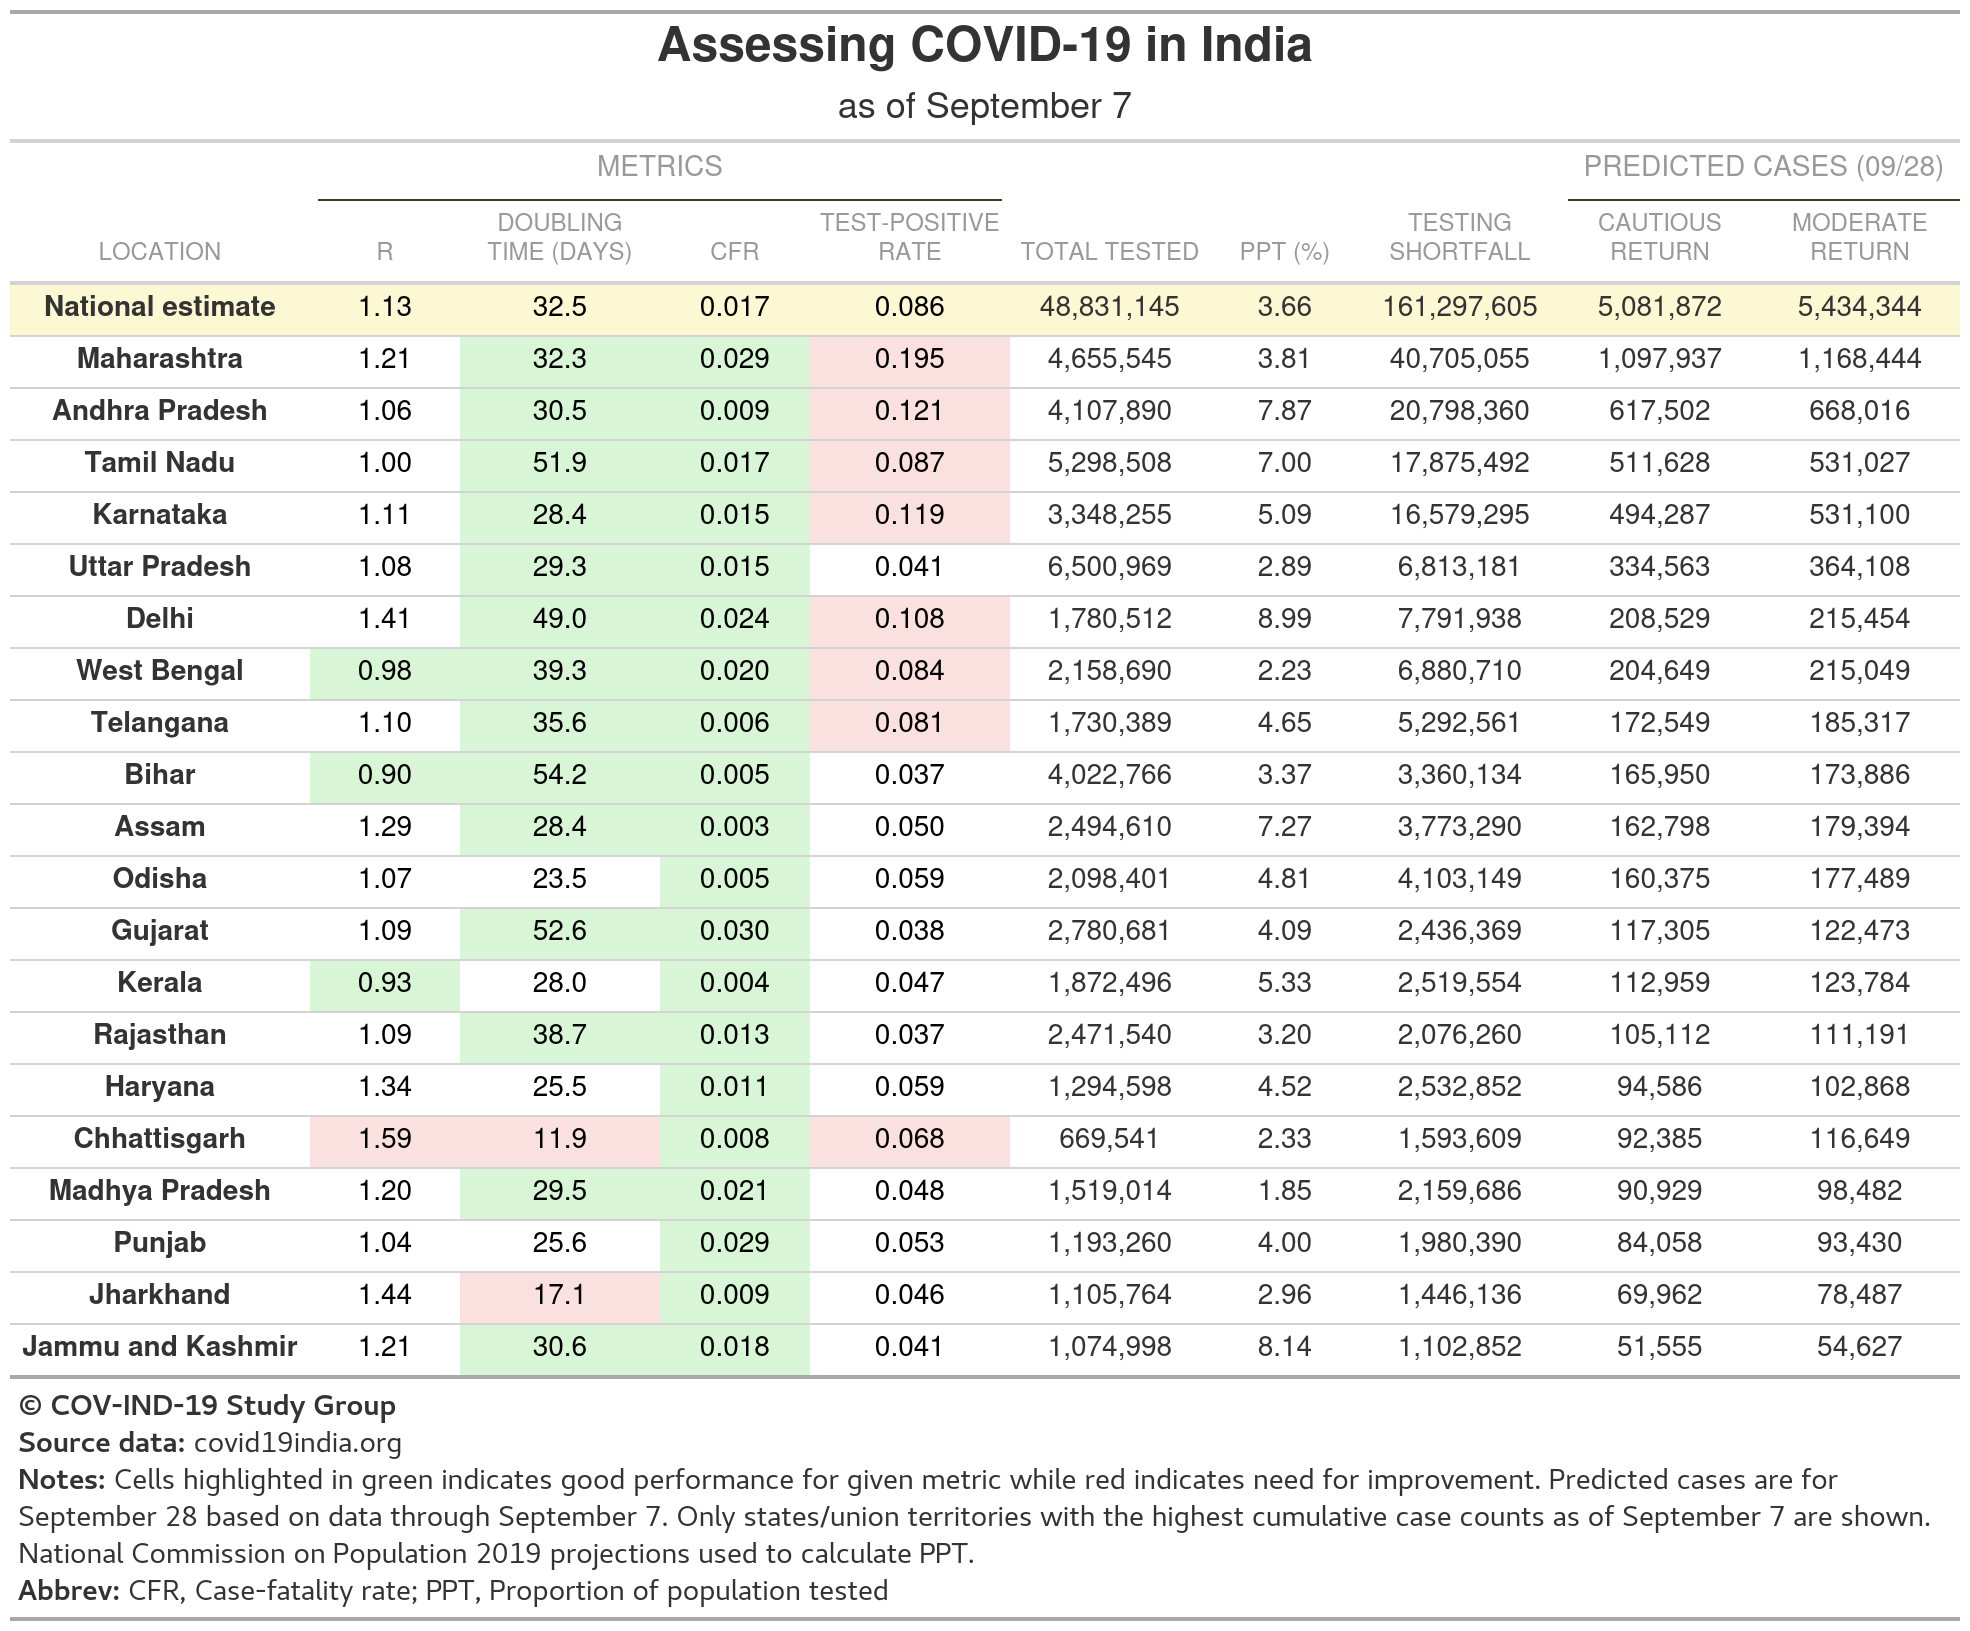 Assessing COVID-19 in India
as of September 7
METRICS PREDICTED CASES (09/28)
LOCATION R DOUBLING TIME (DAYS) CFR TEST-POSITIVE RATE TOTAL TESTED PPT (%) TESTING SHORTFALL CAUTIOUS RETURN MODERATE RETURN
National estimate 1.13 32.5 0.017 0.086 48,831,145 3.66 161,297,605 5,081,872 5,434,344
Maharashtra 1.21 32.3 0.029 0.195 4,655,545 3.81 40,705,055 1,097,937 1,168,444
Andhra Pradesh 1.06 30.5 0.009 0.121 4,107,890 7.87 20,798,360 617,502 668,016
Tamil Nadu 1.00 51.9 0.017 0.087 5,298,508 7.00 17,875,492 511,628 531,027
Karnataka 1.11 28.4 0.015 0.119 3,348,255 5.09 16,579,295 494,287 531,100
Uttar Pradesh 1.08 29.3 0.015 0.041 6,500,969 2.89 6,813,181 334,563 364,108
Delhi 1.41 49.0 0.024 0.108 1,780,512 8.99 7,791,938 208,529 215,454
West Bengal 0.98 39.3 0.020 0.084 2,158,690 2.23 6,880,710 204,649 215,049
Telangana 1.10 35.6 0.006 0.081 1,730,389 4.65 5,292,561 172,549 185,317
Bihar 0.90 54.2 0.005 0.037 4,022,766 3.37 3,360,134 165,950 173,886
Assam 1.29 28.4 0.003 0.050 2,494,610 7.27 3,773,290 162,798 179,394
Odisha 1.07 23.5 0.005 0.059 2,098,401 4.81 4,103,149 160,375 177,489
Gujarat 1.09 52.6 0.030 0.038 2,780,681 4.09 2,436,369 117,305 122,473
Kerala 0.93 28.0 0.004 0.047 1,872,496 5.33 2,519,554 112,959 123,784
Rajasthan 1.09 38.7 0.013 0.037 2,471,540 3.20 2,076,260 105,112 111,191
Haryana 1.34 25.5 0.011 0.059 1,294,598 4.52 2,532,852 94,586 102,868
Chhattisgarh 1.59 11.9 0.008 0.068 669,541 2.33 1,593,609 92,385 116,649
Madhya Pradesh 1.20 29.5 0.021 0.048 1,519,014 1.85 2,159,686 90,929 98,482
Punjab 1.04 25.6 0.029 0.053 1,193,260 4.00 1,980,390 84,058 93,430
Jharkhand 1.44 17.1 0.009 0.046 1,105,764 2.96 1,446,136 69,962 78,487
Jammu and Kashmir 1.21 30.6 0.018 0.041 1,074,998 8.14 1,102,852 51,555 54,627
© COV-IND-19 Study Group
Source data: covid19india.org
Notes: Cells highlighted in green indicates good performance for given metric while red indicates need for improvement. Predicted cases are for
September 28 based on data through September 7. Only states/union territories with the highest cumulative case counts as of September 7 are shown.
National Commission on Population 2019 projections used to calculate PPT.
Abbrev: CFR, Case-fatality rate; PPT, Proportion of population tested